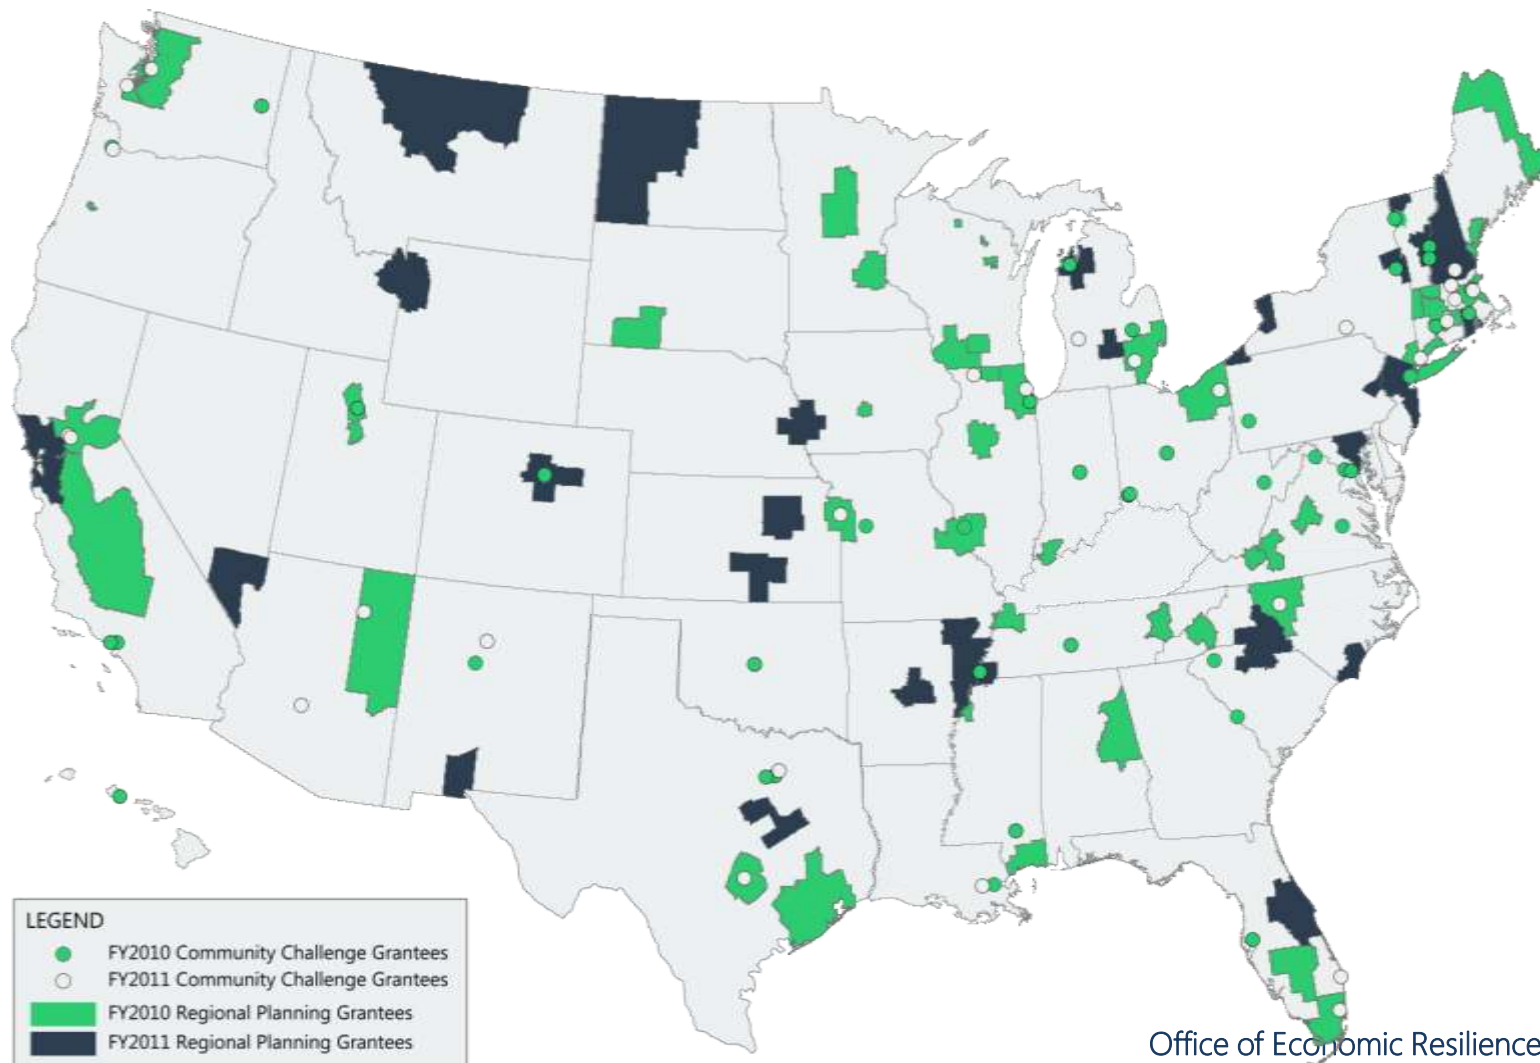 LEGEND
FY2010 Community Challenge Grantees
FY2011 Community Challenge Grantees
FY2010 Regional Planning Grantees
FY2011 Regional Planning Grantees
Office of Economic Resilience